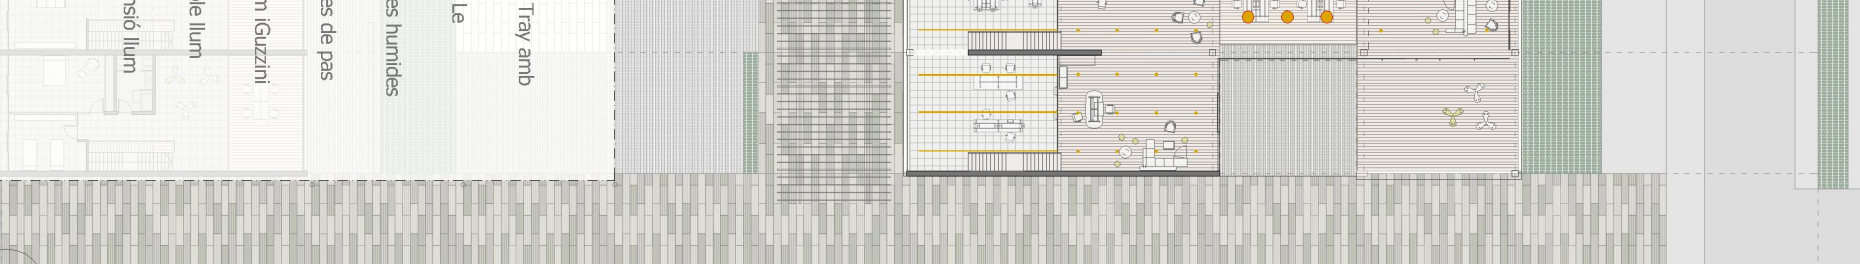 Tray amb
Le
es humides
es de pas
m iGuzzini
le llum
nsió llum